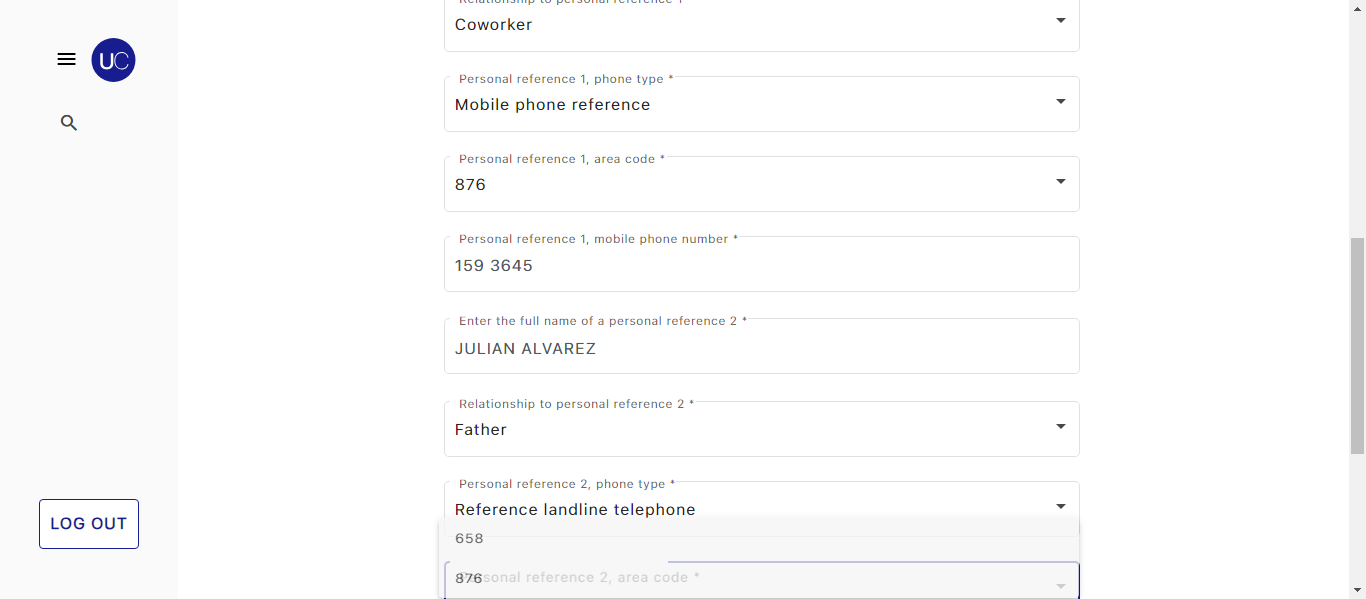 Relationship to personal reference 1
Coworker
UC
Personal reference 1, phone type *
Mobile phone reference
Personal reference 1, area code *
876
Personal reference 1, mobile phone number *
159 3645
Enter the full name of a personal reference 2 *
JULIAN ALVAREZ
Relationship to personal reference 2 *
Father
Personal reference 2, phone type *
Reference landline telephone
LOG OUT
658
Personal reference 2, area code *
876